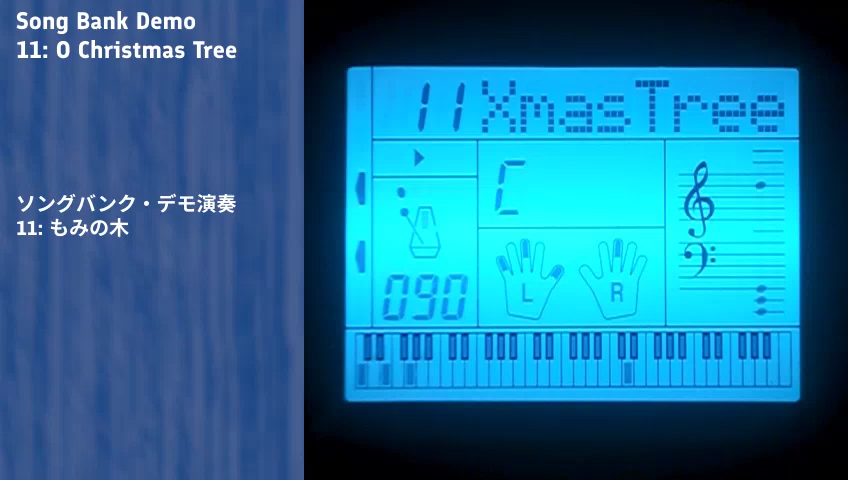 Song Bank Demo
11: O Christmas Tree
ソングバンク・デモ演奏
11: もみの木
11 XmasTree
C
L R
090